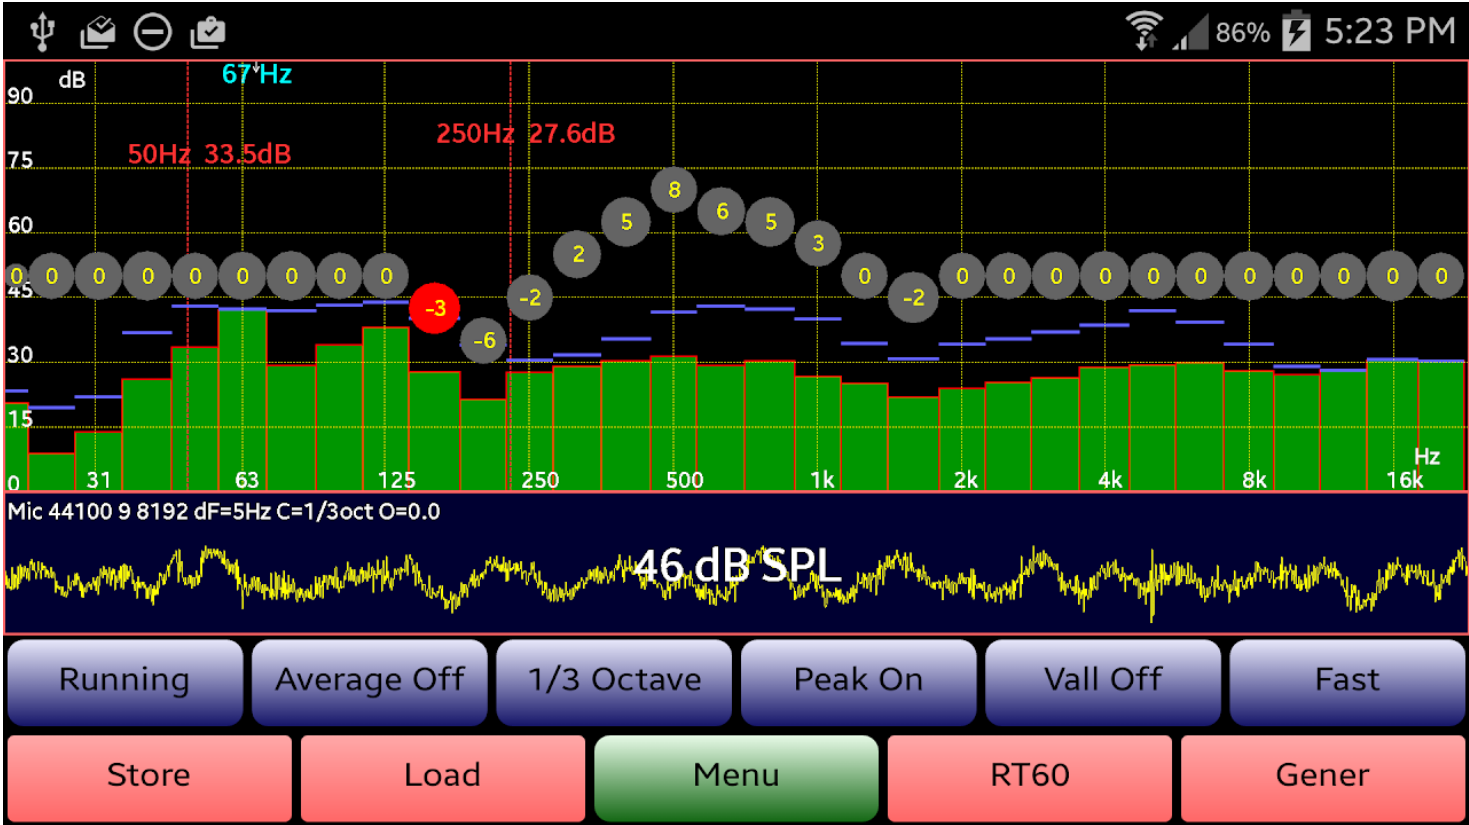 86% 5:23 PM
dB 67 Hz
90
250Hz 27.6dB
50Hz 33.5dB
75
8
6
5 5
60
3
2
0 0 0 0 0 0 0 0 0 0 0 0 0 0 0 0 0 0 0 0 0
45
-2 -2
-3
-6
30
15
Hz
0 31 63 125 250 500 1k 2k 4k 8k 16k
Mic 44100 9 8192 dF=5Hz C=1/3oct O=0.0
46 dB SPL
Running Average Off 1/3 Octave Peak On Vall Off Fast
Store Load Menu RT60 Gener